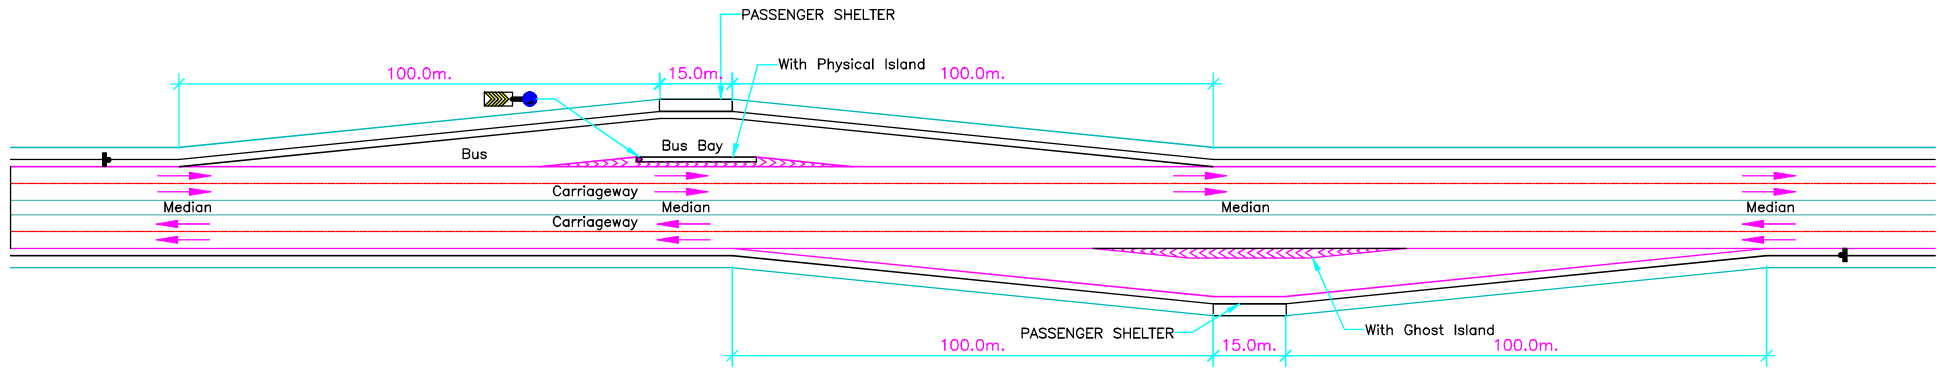 PASSENGER SHELTER
With Physical Island
100.0m.
15.0m.
100.0m.
Bus Bay
Bus
Carriageway
Median
Median
Median
Median
Carriageway
PASSENGER SHELTER
With Ghost Island
100.0m.
15.0m.
100.0m.